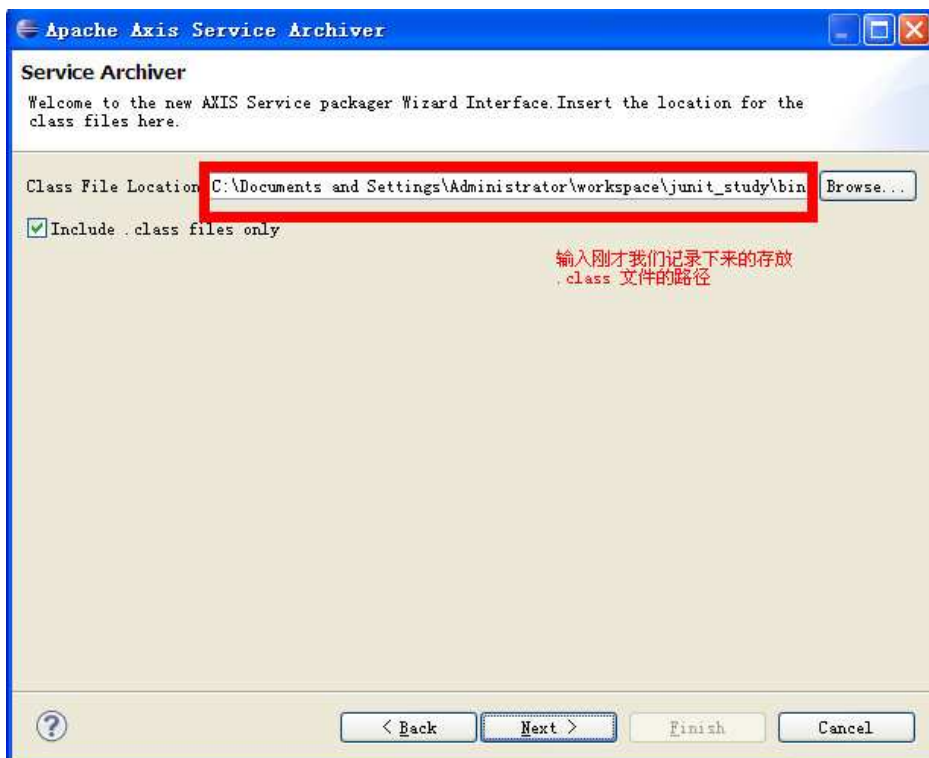 Apache Axis Service Archiver
Service Archiver
Welcome to the new AXIS Service packager Wizard Interface.Insert the location for the
class files here.
Class File Location C:\Documents and Settings\Administrator\workspace\junit_study\bin Browse...
Include .class files only
输入刚才我们记录下来的存放
.class 文件的路径
? < Back Next > Finish Cancel